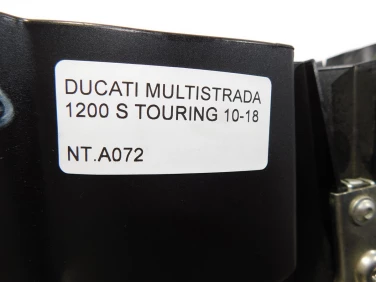 DUCATI MULTISTRADA
1200 S TOURING 10-18
NT.A072